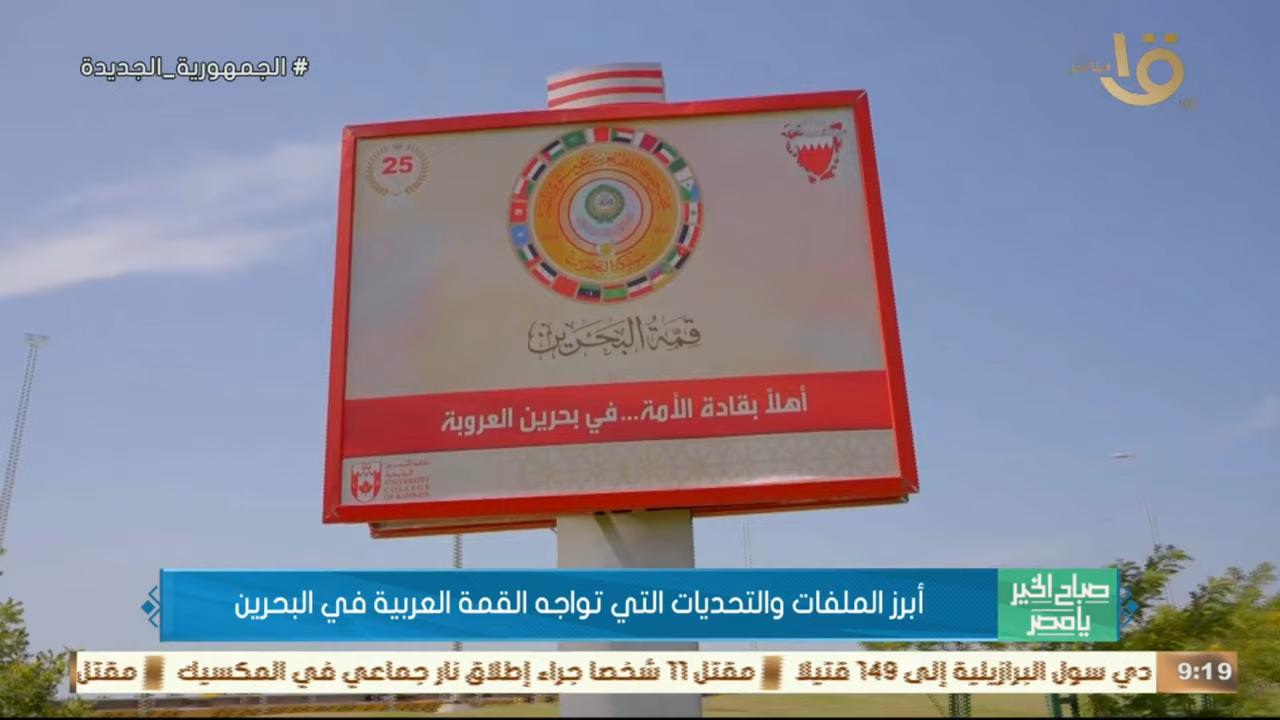 # الجمهورية_الجديدة
25
قمة البحرين
أهلاً بقادة الأمة...في بحرين العروبة
UNIVERSITY
COLLEGE
OF BAHRAIN
أبرز الملفات والتحديات التي تواجه القمة العربية في البحرين
صباح الخير
يا مصر
9:19
دي سول البرازيلية إلى 149 قتيلا
مقتل 11 شخصا جراء إطلاق نار جماعي في المكسيك
مقتل